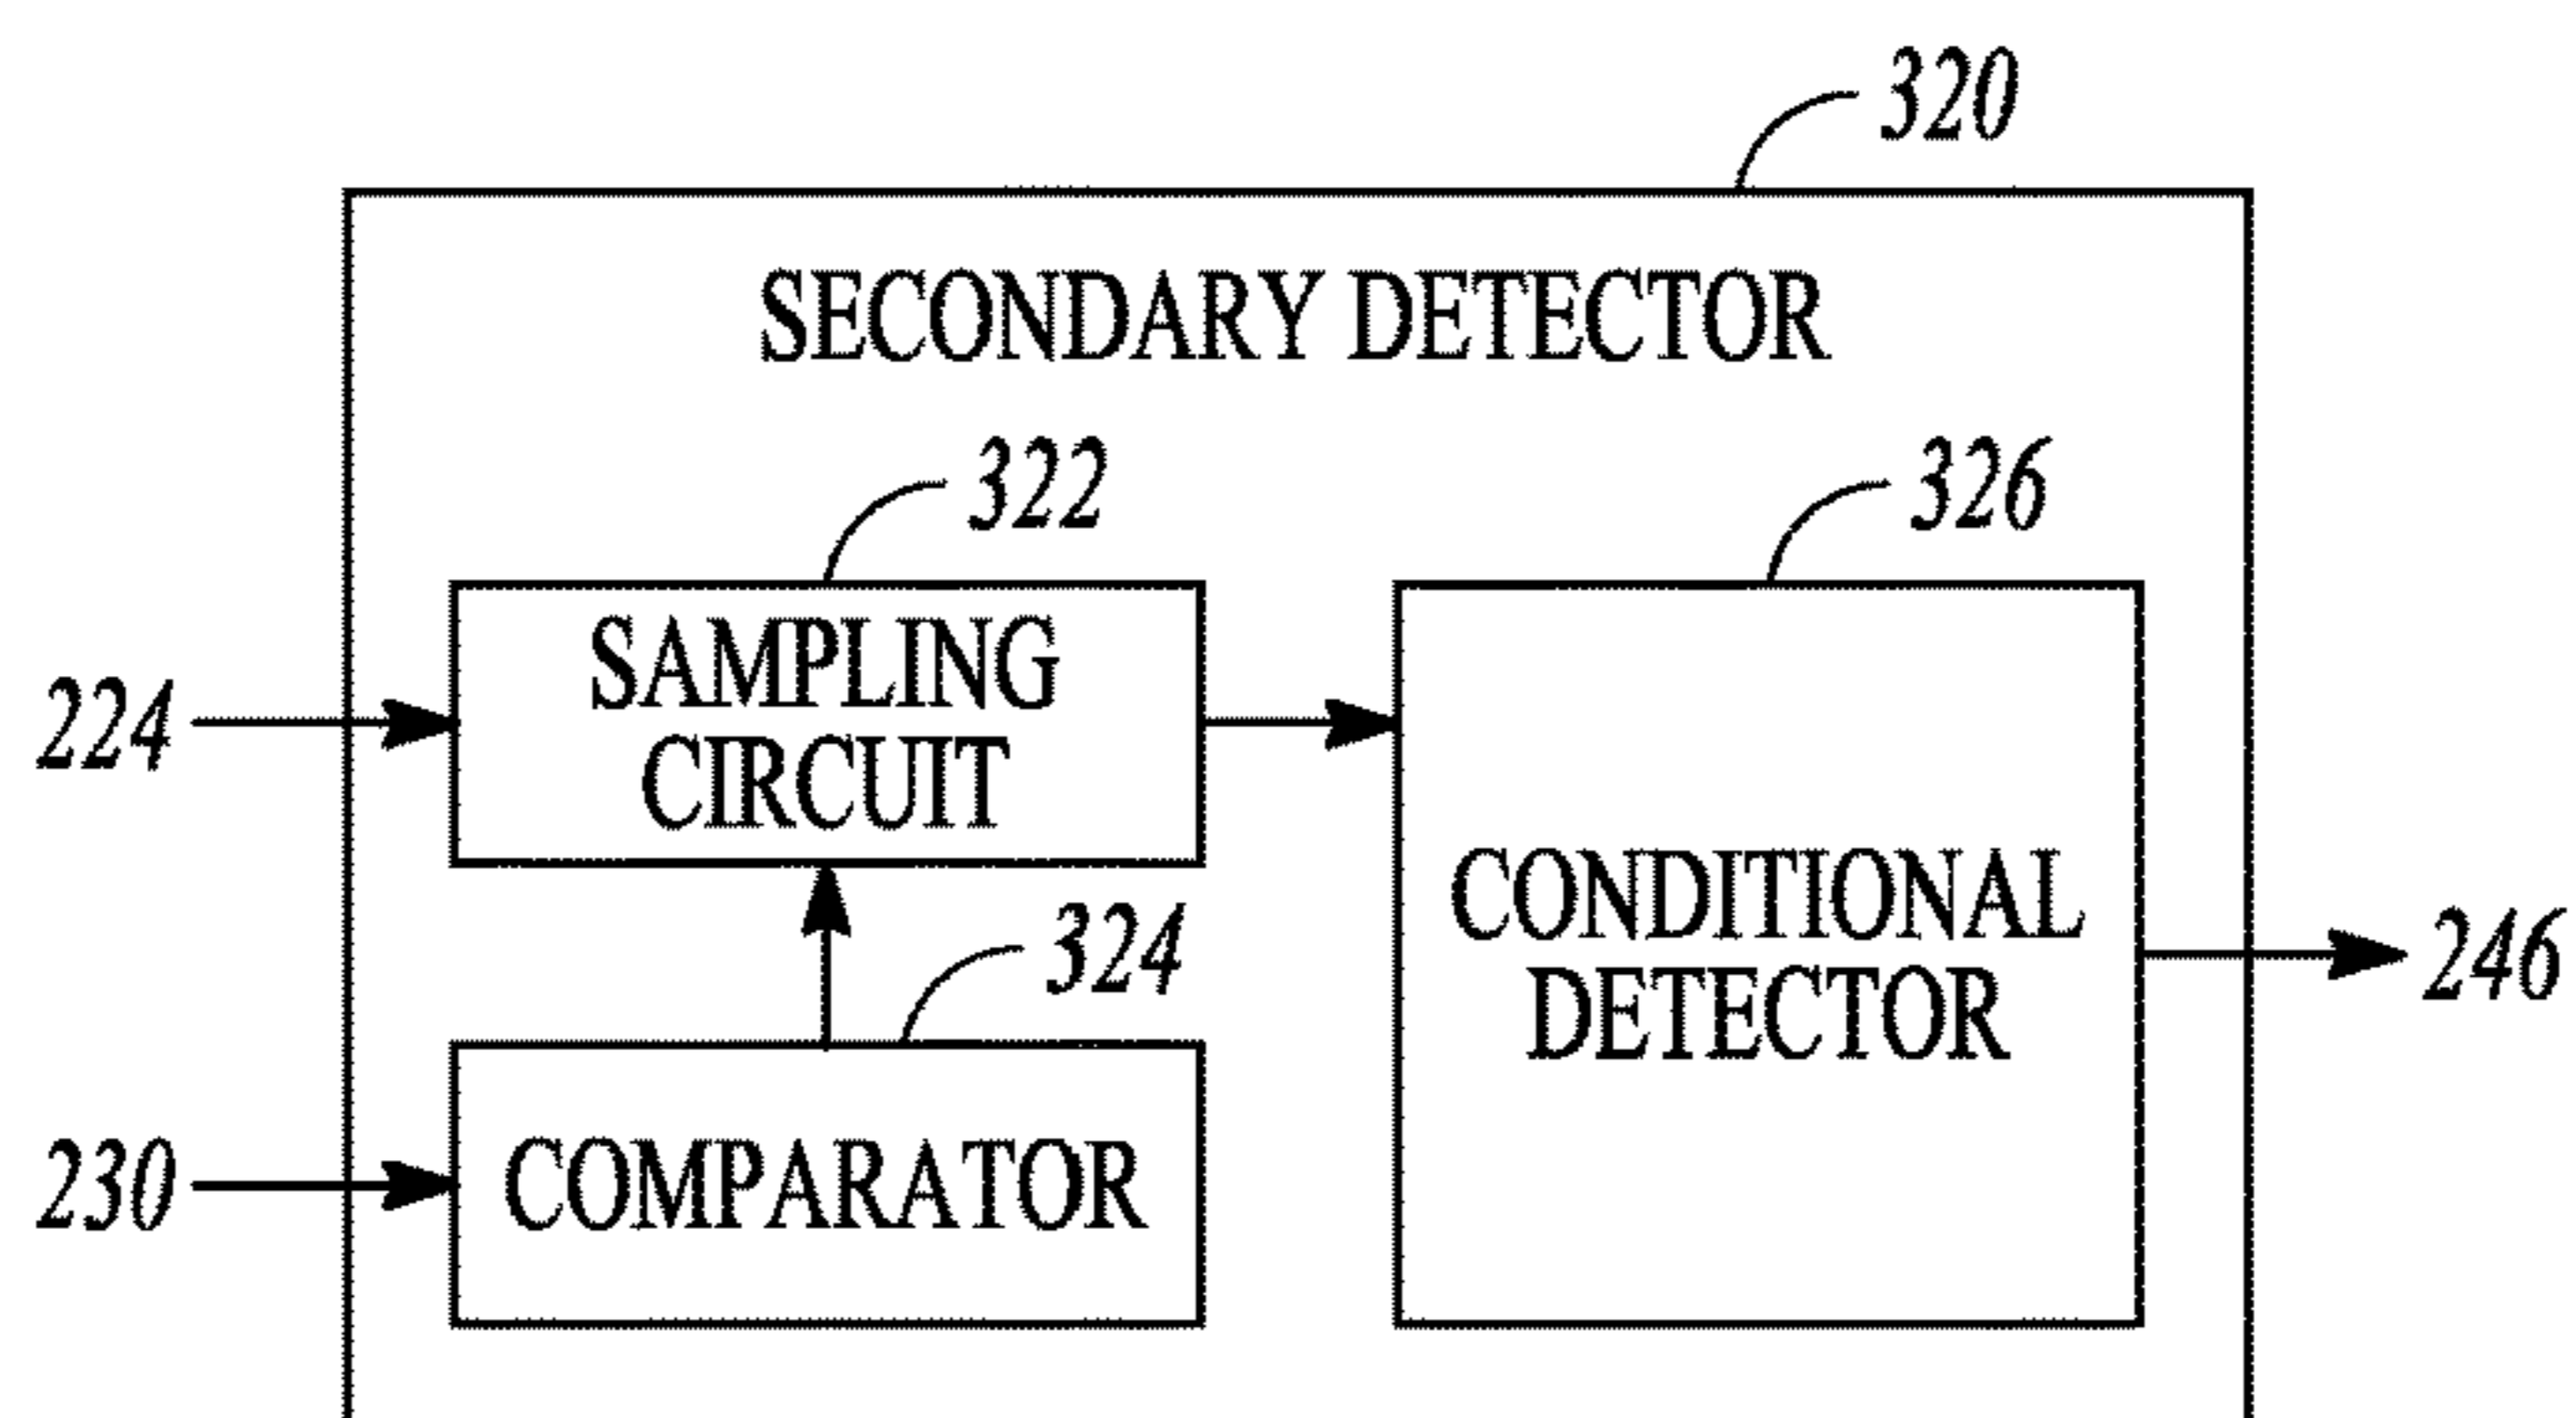 320
SECONDARY DETECTOR
322
326
SAMPLING
CIRCUIT
224
324
CONDITIONAL
DETECTOR
246
COMPARATOR
230